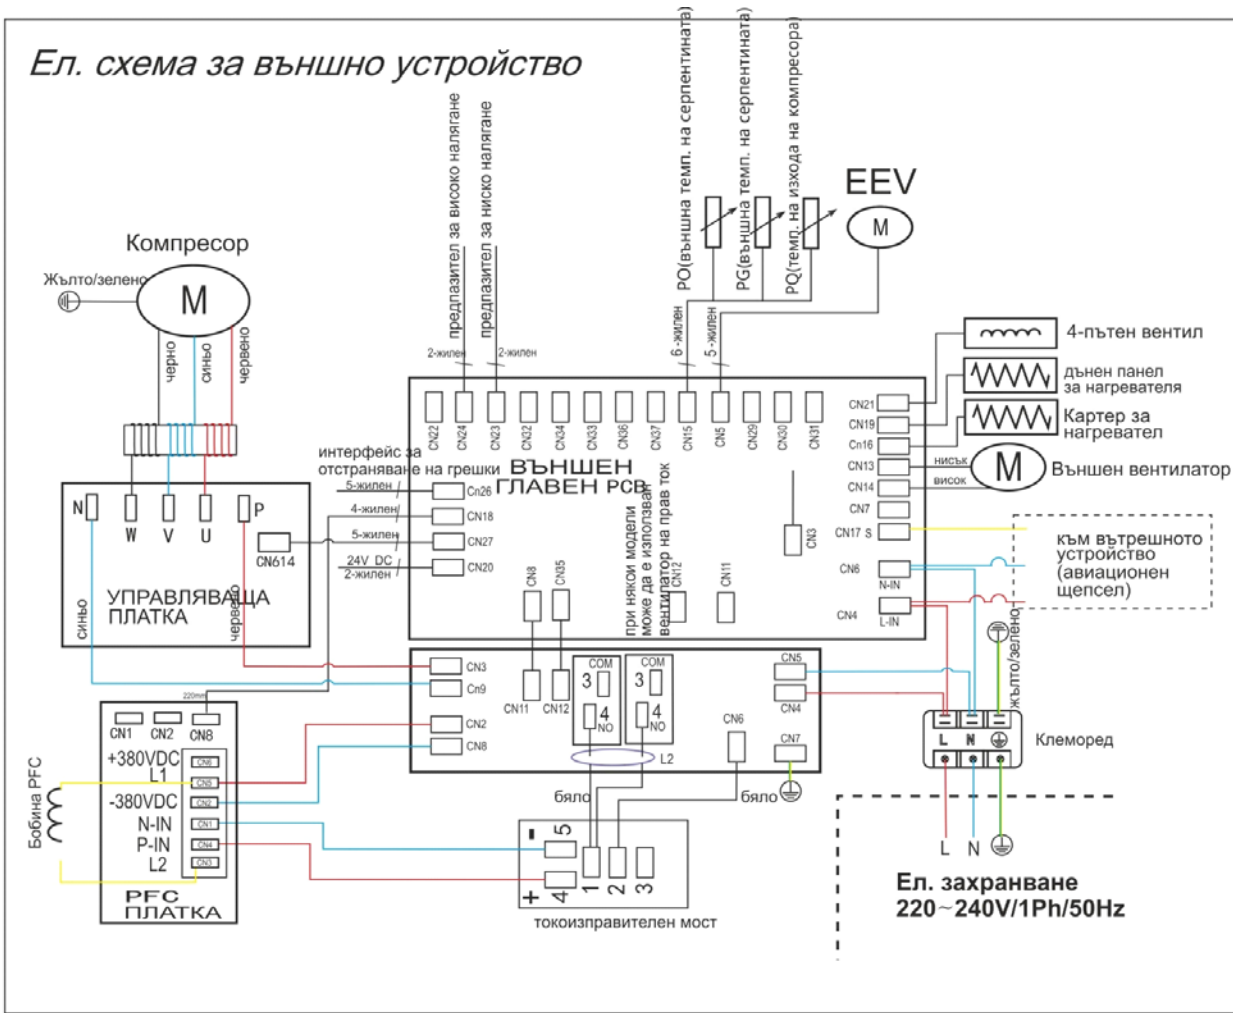 Ел. схема за външно устройство
предпазител за високо налягане
предпазител за ниско налягане
PO(външна темп. на серпентината)
PG(външна темп. на серпентината)
PQ(темп. на изхода на компресора)
EEV
M
Компресор
Жълто/зелено
M
черно
синьо
червено
2-жилен
2-жилен
6 -жилен
5 -жилен
4-пътен вентил
дънен панел
за нагревателя
Картер за
нагревател
M
Външен вентилатор
нисък
висок
CN22
CN24
CN23
CN32
CN34
CN33
CN36
CN37
CN15
CN5
CN29
CN30
CN31
CN21
CN19
Cn16
CN13
CN14
CN7
CN17 S
CN6
N-IN
CN4
L-IN
интерфейс за
отстраняване на грешки
ВЪНШЕН
ГЛАВЕН PCB
5-жилен
Cn26
4-жилен
CN18
5-жилен
CN27
24V DC
2-жилен
CN20
CN8
CN35
при някои модели
може да е използван
вентилатор на прав ток
CN12
CN11
CN3
към вътрешното
устройство
(авиационен
щепсел)
N
W
V
U
P
CN614
УПРАВЛЯВАЩА
ПЛАТКА
синьо
червено
CN3
Cn9
CN2
CN8
CN11
CN12
COM
3
4
NO
COM
3
4
NO
L2
CN6
CN5
CN4
CN7
жълто/зелено
L
N
Клеморед
220mm
CN1
CN2
CN8
+380VDC
L1
-380VDC
N-IN
P-IN
L2
CN6
CN5
CN2
CN1
CN4
CN3
PFC
ПЛАТКА
Бобина PFC
бяло
бяло
-
5
+
4
1
2
3
токоизправителен мост
L
N
Ел. захранване
220~240V/1Ph/50Hz